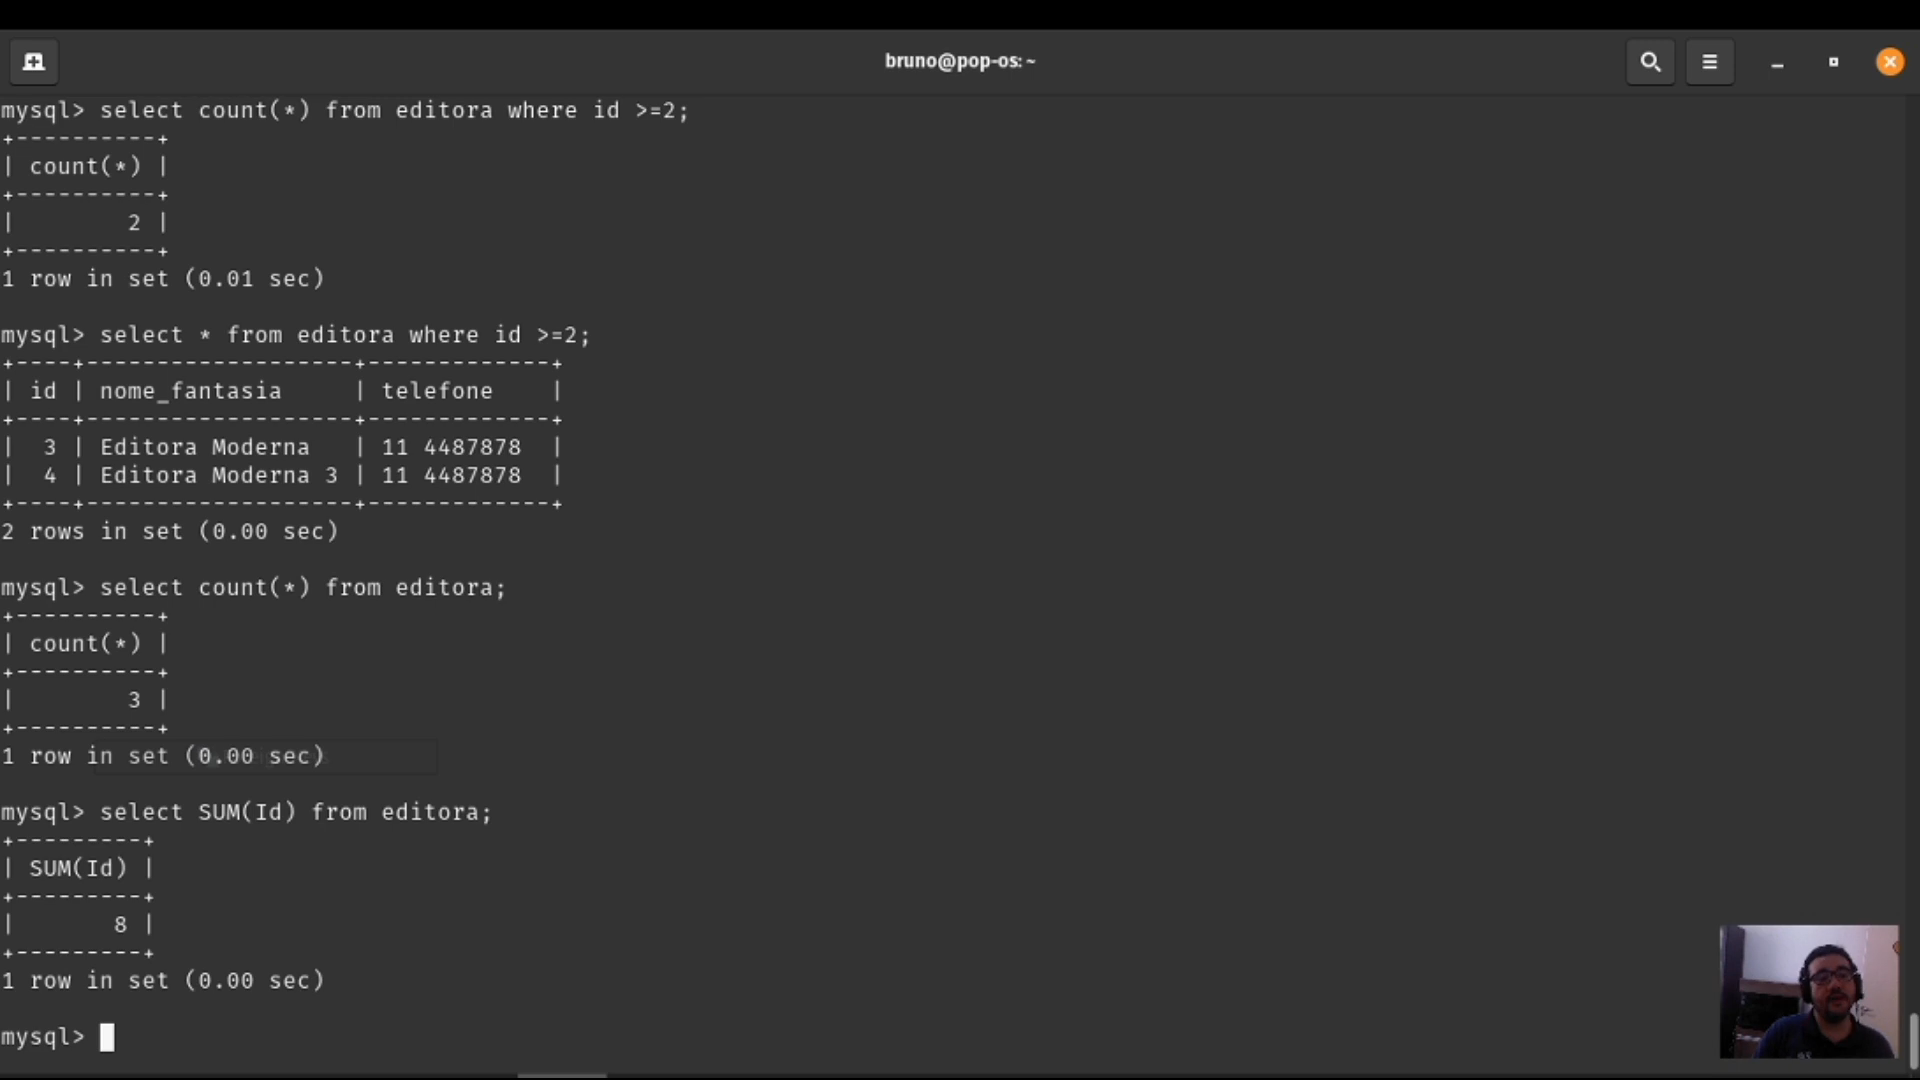 bruno@pop-os: ~
mysql> select count(*) from editora where id >=2;
+----------+
| count(*) |
+----------+
|        2 |
+----------+
1 row in set (0.01 sec)
mysql> select * from editora where id >=2;
+----+-------------------+------------+
| id | nome_fantasia     | telefone    |
+----+-------------------+------------+
|  3 | Editora Moderna   | 11 4487878  |
|  4 | Editora Moderna 3 | 11 4487878  |
+----+-------------------+------------+
2 rows in set (0.00 sec)
mysql> select count(*) from editora;
+----------+
| count(*) |
+----------+
|        3 |
+----------+
1 row in set (0.00 sec)
mysql> select SUM(Id) from editora;
+---------+
| SUM(Id) |
+---------+
|       8 |
+---------+
1 row in set (0.00 sec)
mysql>